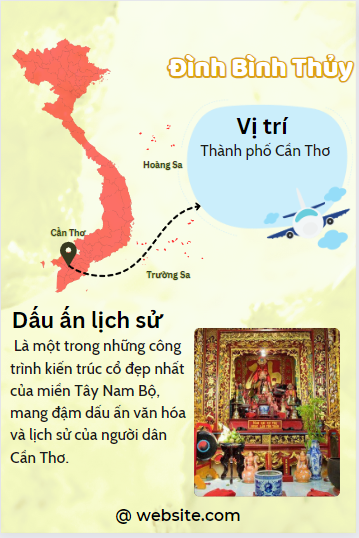 Đình Bình Thủy
Vị trí
Thành phố Cần Thơ
Hoàng Sa
Cần Thơ
Trường Sa
Dấu ấn lịch sử
Là một trong những công
trình kiến trúc cổ đẹp nhất
của miền Tây Nam Bộ,
mang đậm dấu ấn văn hóa
và lịch sử của người dân
Cần Thơ.
@ website.com